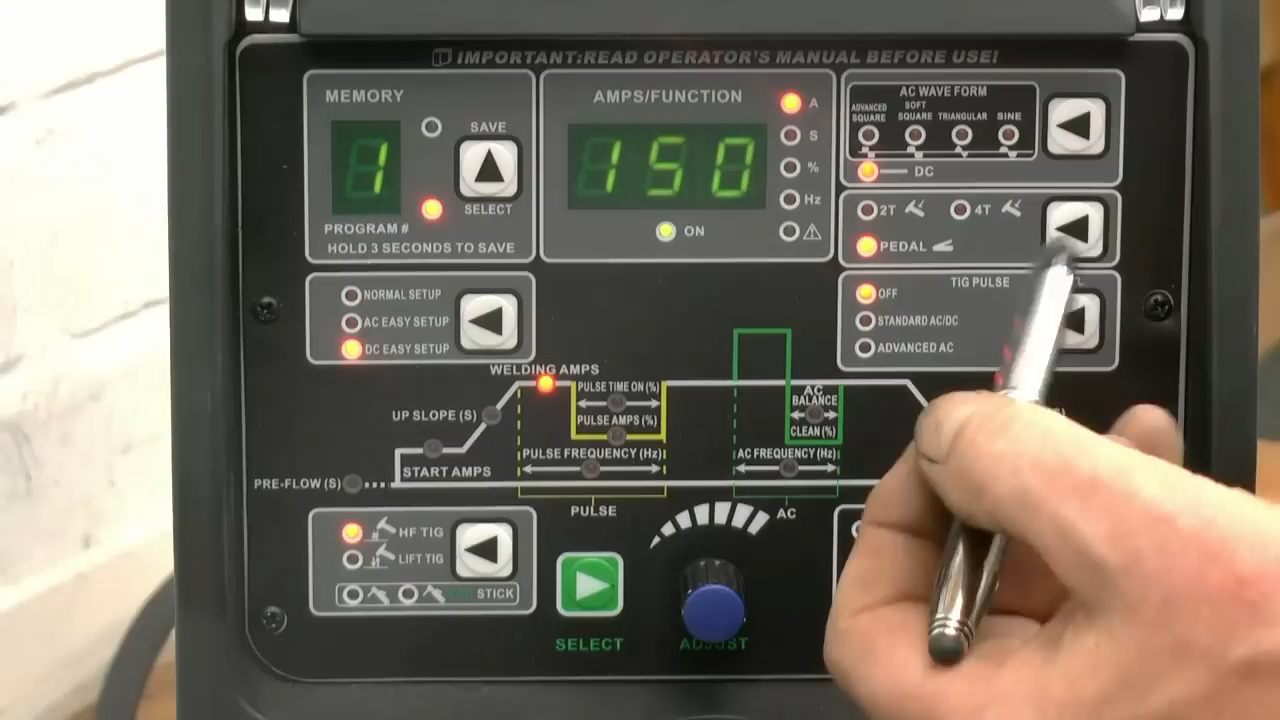 IMPORTANT:READ OPERATOR'S MANUAL BEFORE USE!
MEMORY
1
SAVE
SELECT
PROGRAM #
HOLD 3 SECONDS TO SAVE
AMPS/FUNCTION
150
A
S
%
Hz
ON
AC WAVE FORM
ADVANCED SQUARE
SOFT SQUARE
TRIANGULAR
SINE
DC
2T
4T
PEDAL
TIG PULSE
OFF
STANDARD AC/DC
ADVANCED AC
NORMAL SETUP
AC EASY SETUP
DC EASY SETUP
WELDING AMPS
UP SLOPE (S)
START AMPS
PRE-FLOW (S)
PULSE TIME ON (%)
PULSE AMPS (%)
PULSE FREQUENCY (Hz)
PULSE
AC BALANCE
CLEAN (%)
AC FREQUENCY (Hz)
AC
HF TIG
LIFT TIG
STICK
SELECT
ADJUST